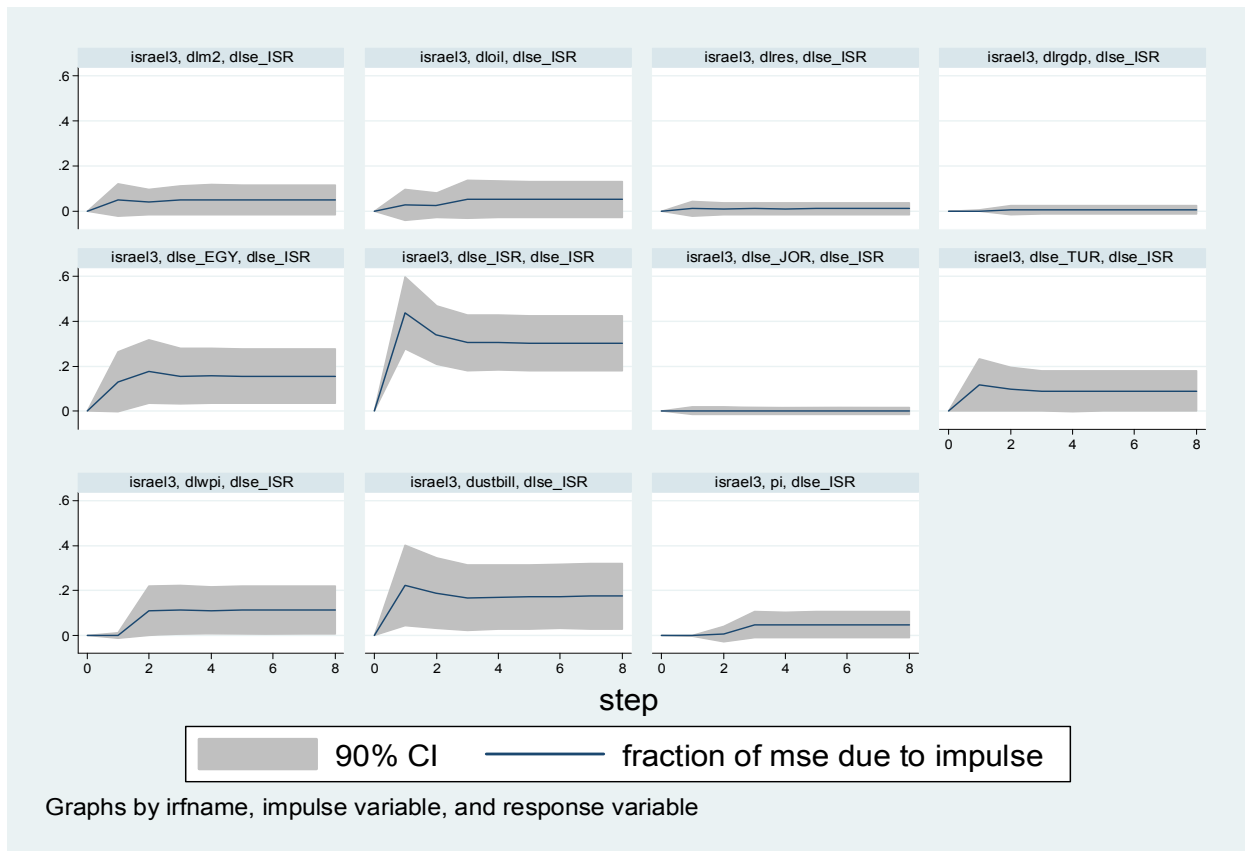 israel3, dlm2, dlse_ISR
israel3, dloil, dlse_ISR
israel3, dlres, dlse_ISR
israel3, dlrgdp, dlse_ISR
.6
.4
.2
0
israel3, dlse_EGY, dlse_ISR
israel3, dlse_ISR, dlse_ISR
israel3, dlse_JOR, dlse_ISR
israel3, dlse_TUR, dlse_ISR
.6
.4
.2
0
0 2 4 6 8
israel3, dlwpi, dlse_ISR
israel3, dustbill, dlse_ISR
israel3, pi, dlse_ISR
.6
.4
.2
0
0 2 4 6 8
0 2 4 6 8
0 2 4 6 8
step
90% CI
fraction of mse due to impulse
Graphs by irfname, impulse variable, and response variable